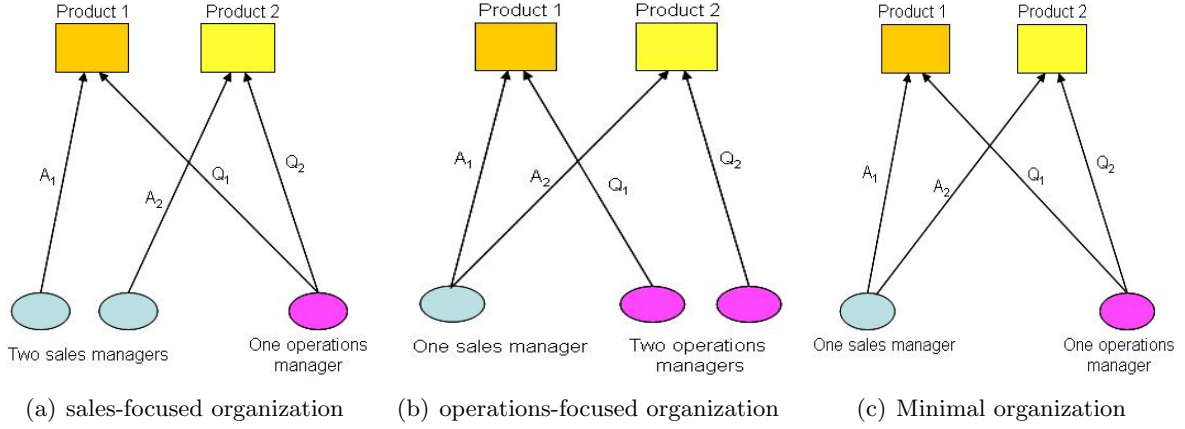 Product 1
Product 2
A1
A2
Q1
Q2
Two sales managers
One operations
manager
(a) sales-focused organization
Product 1
Product 2
A1
A2
Q1
Q2
One sales manager
Two operations
managers
(b) operations-focused organization
Product 1
Product 2
A1
A2
Q1
Q2
One sales manager
One operations
manager
(c) Minimal organization